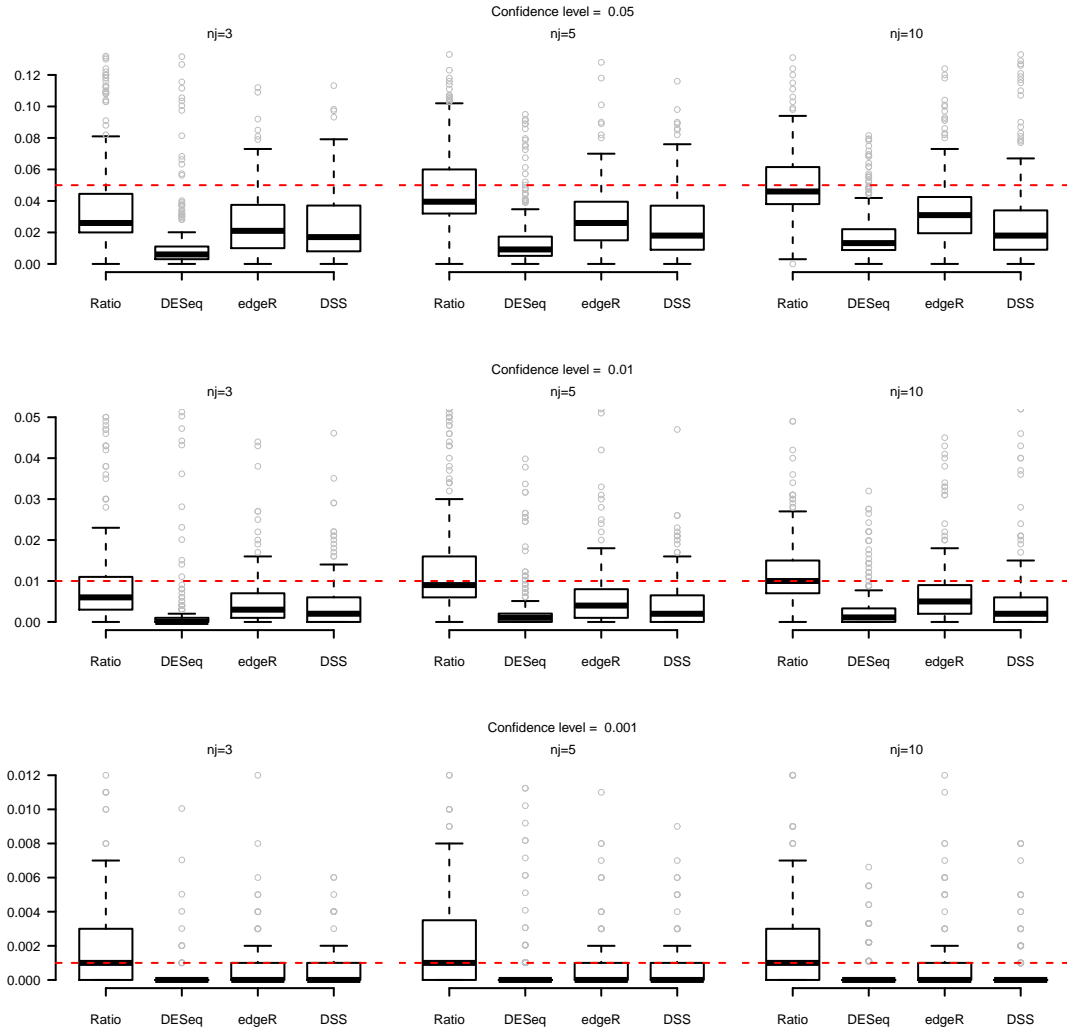 Confidence level = 0.05
nj=3 nj=5 nj=10
0.12
0.10
0.08
0.06
0.04
0.02
0.00
Ratio DESeq edgeR DSS Ratio DESeq edgeR DSS Ratio DESeq edgeR DSS
Confidence level = 0.01
nj=3 nj=5 nj=10
0.05
0.04
0.03
0.02
0.01
0.00
Ratio DESeq edgeR DSS Ratio DESeq edgeR DSS Ratio DESeq edgeR DSS
Confidence level = 0.001
nj=3 nj=5 nj=10
0.012
0.010
0.008
0.006
0.004
0.002
0.000
Ratio DESeq edgeR DSS Ratio DESeq edgeR DSS Ratio DESeq edgeR DSS